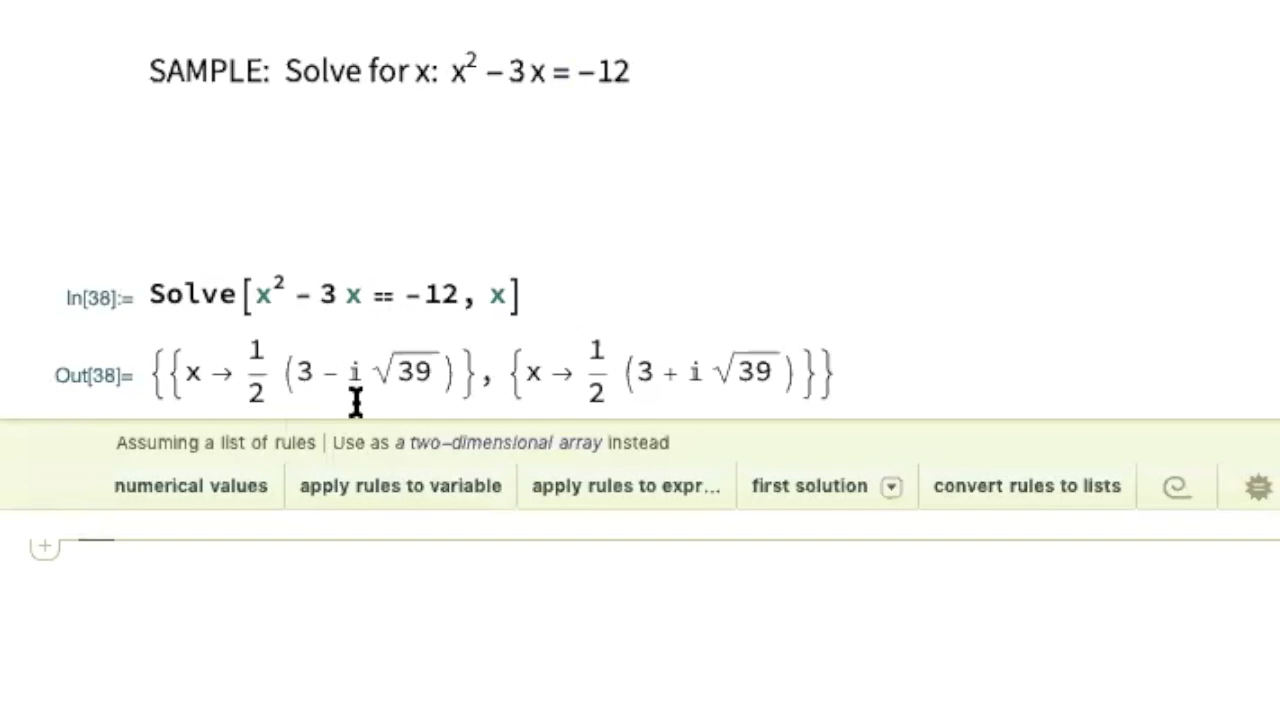 SAMPLE: Solve for x: x² – 3 x = –12
In[38]:= Solve[x² – 3 x == –12, x]
Out[38]= {{x → 1/2 (3 – i √39)}, {x → 1/2 (3 + i √39)}}
Assuming a list of rules | Use as a two–dimensional array instead
numerical values apply rules to variable apply rules to expr... first solution convert rules to lists